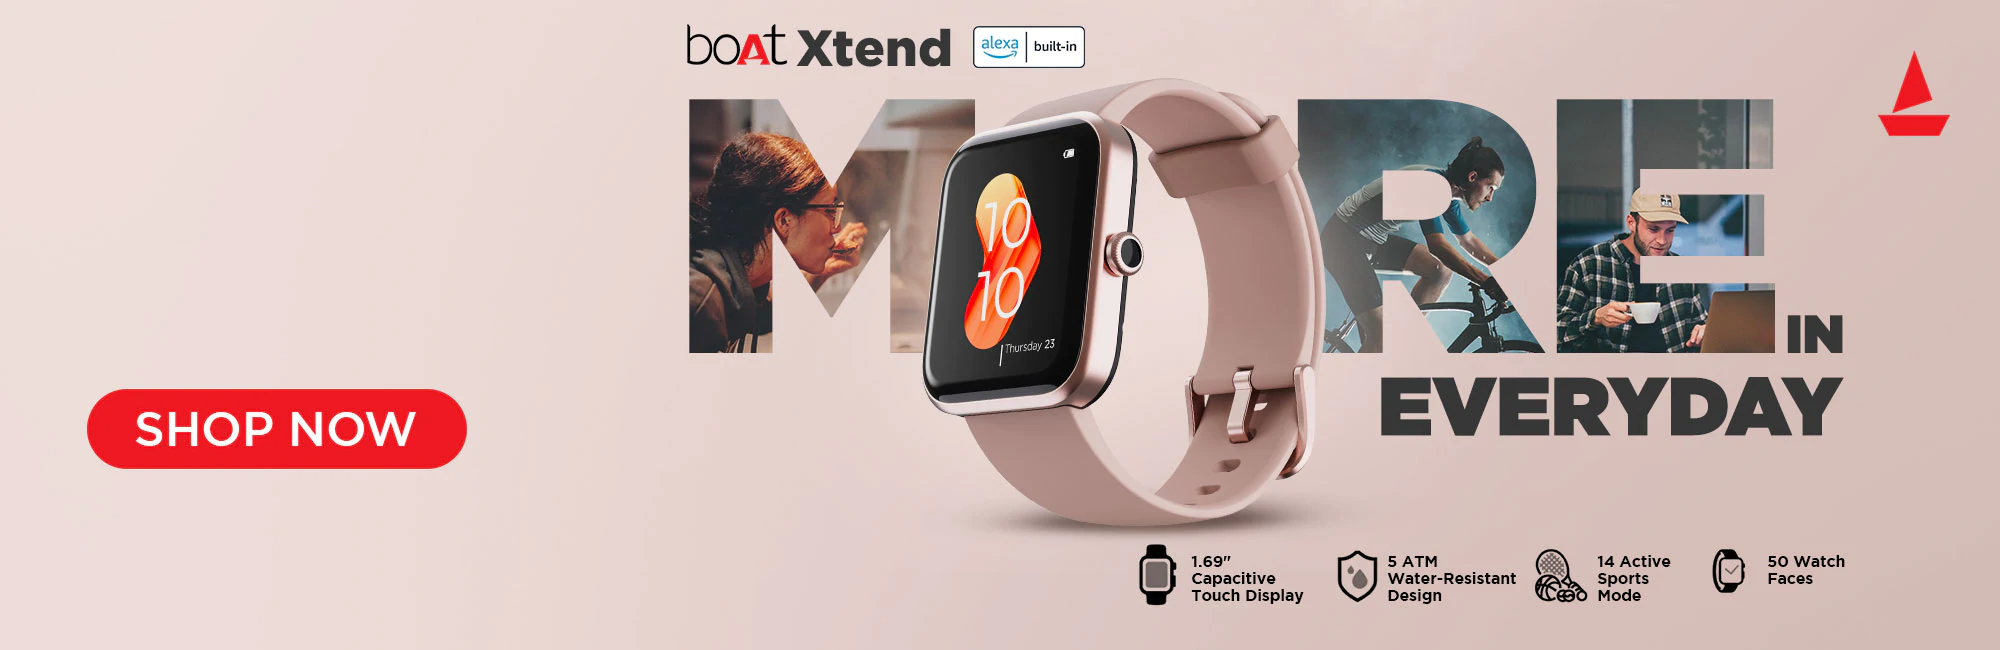 boAt Xtend
alexa built-in
MORE
10
10
Thursday 23
IN
EVERYDAY
SHOP NOW
1.69"
Capacitive
Touch Display
5 ATM
Water-Resistant
Design
14 Active
Sports
Mode
50 Watch
Faces